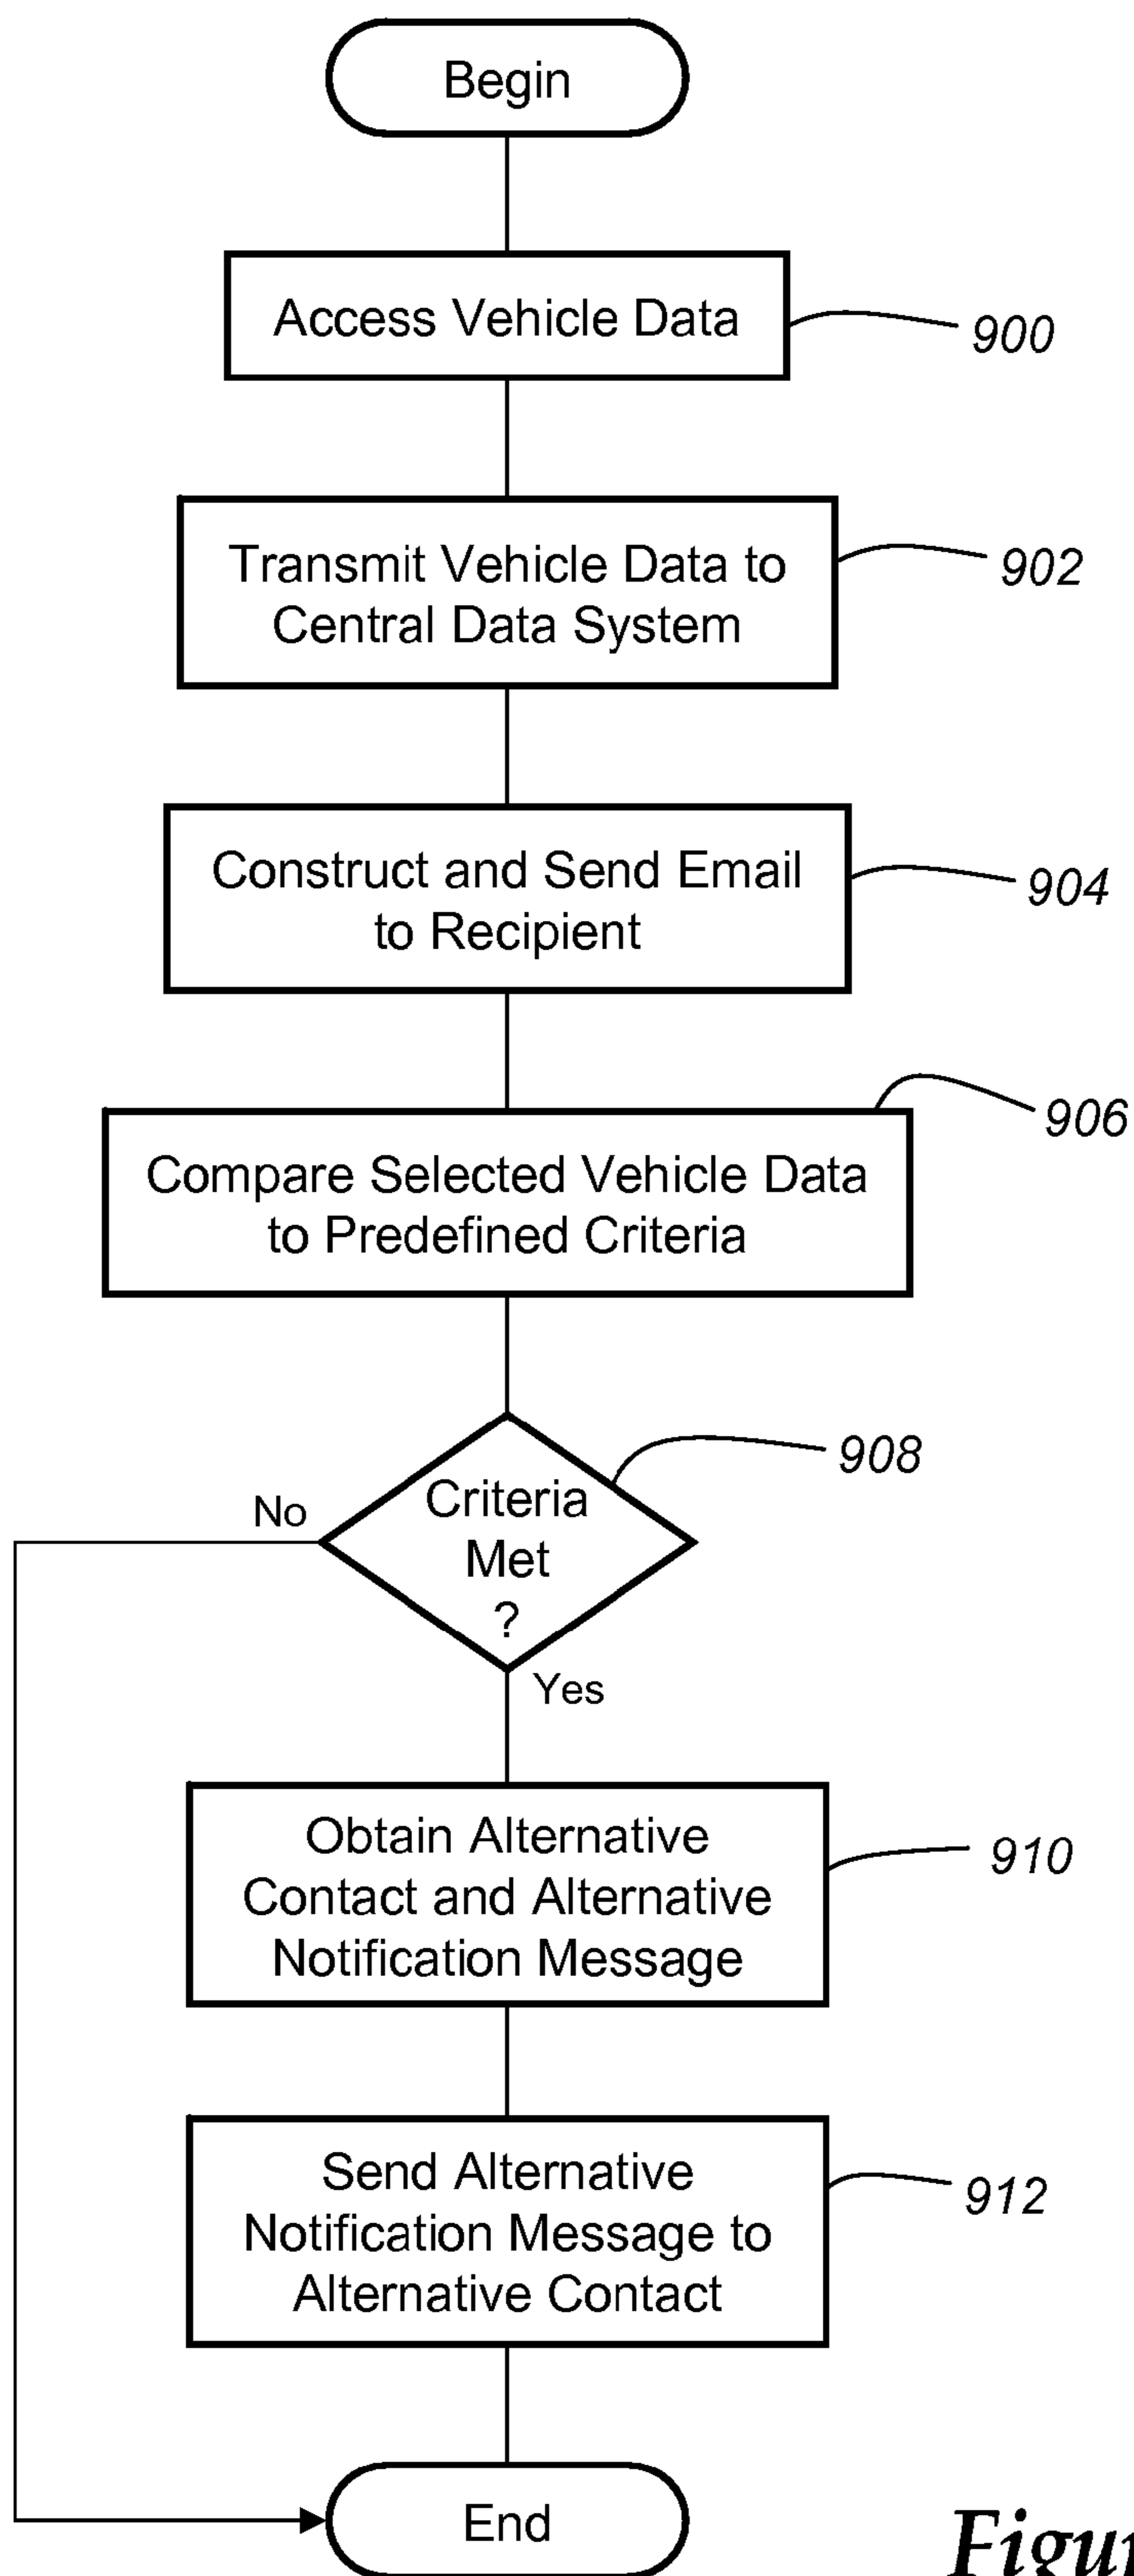 Begin
Access Vehicle Data
900
Transmit Vehicle Data to
Central Data System
902
Construct and Send Email
to Recipient
904
906
Compare Selected Vehicle Data
to Predefined Criteria
908
Criteria
Met
?
No
Yes
Obtain Alternative
Contact and Alternative
Notification Message
910
Send Alternative
Notification Message to
Alternative Contact
912
End